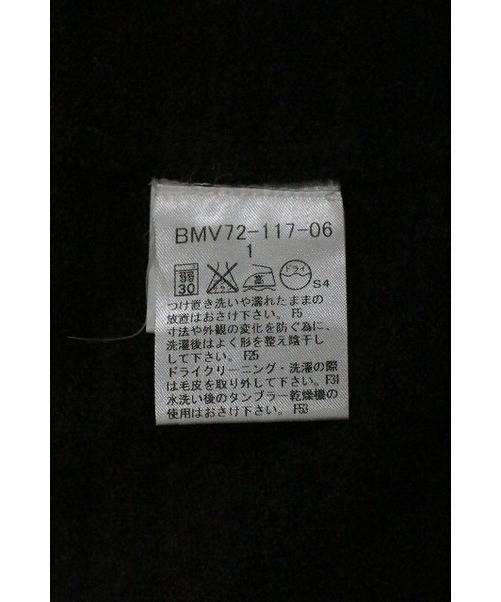 BMV72-117-06
1
30 高 ドライ S4
つけ置き洗いや濡れたままの
放置はおさけ下さい。F5
寸法や外観の変化を防ぐ為に、
洗濯後はよく形を整え陰干し
して下さい。F25
ドライクリーニング・洗濯の際
は毛皮を取り外して下さい。F31
水洗い後のタンブラー乾燥機の
使用はおさけ下さい。F53